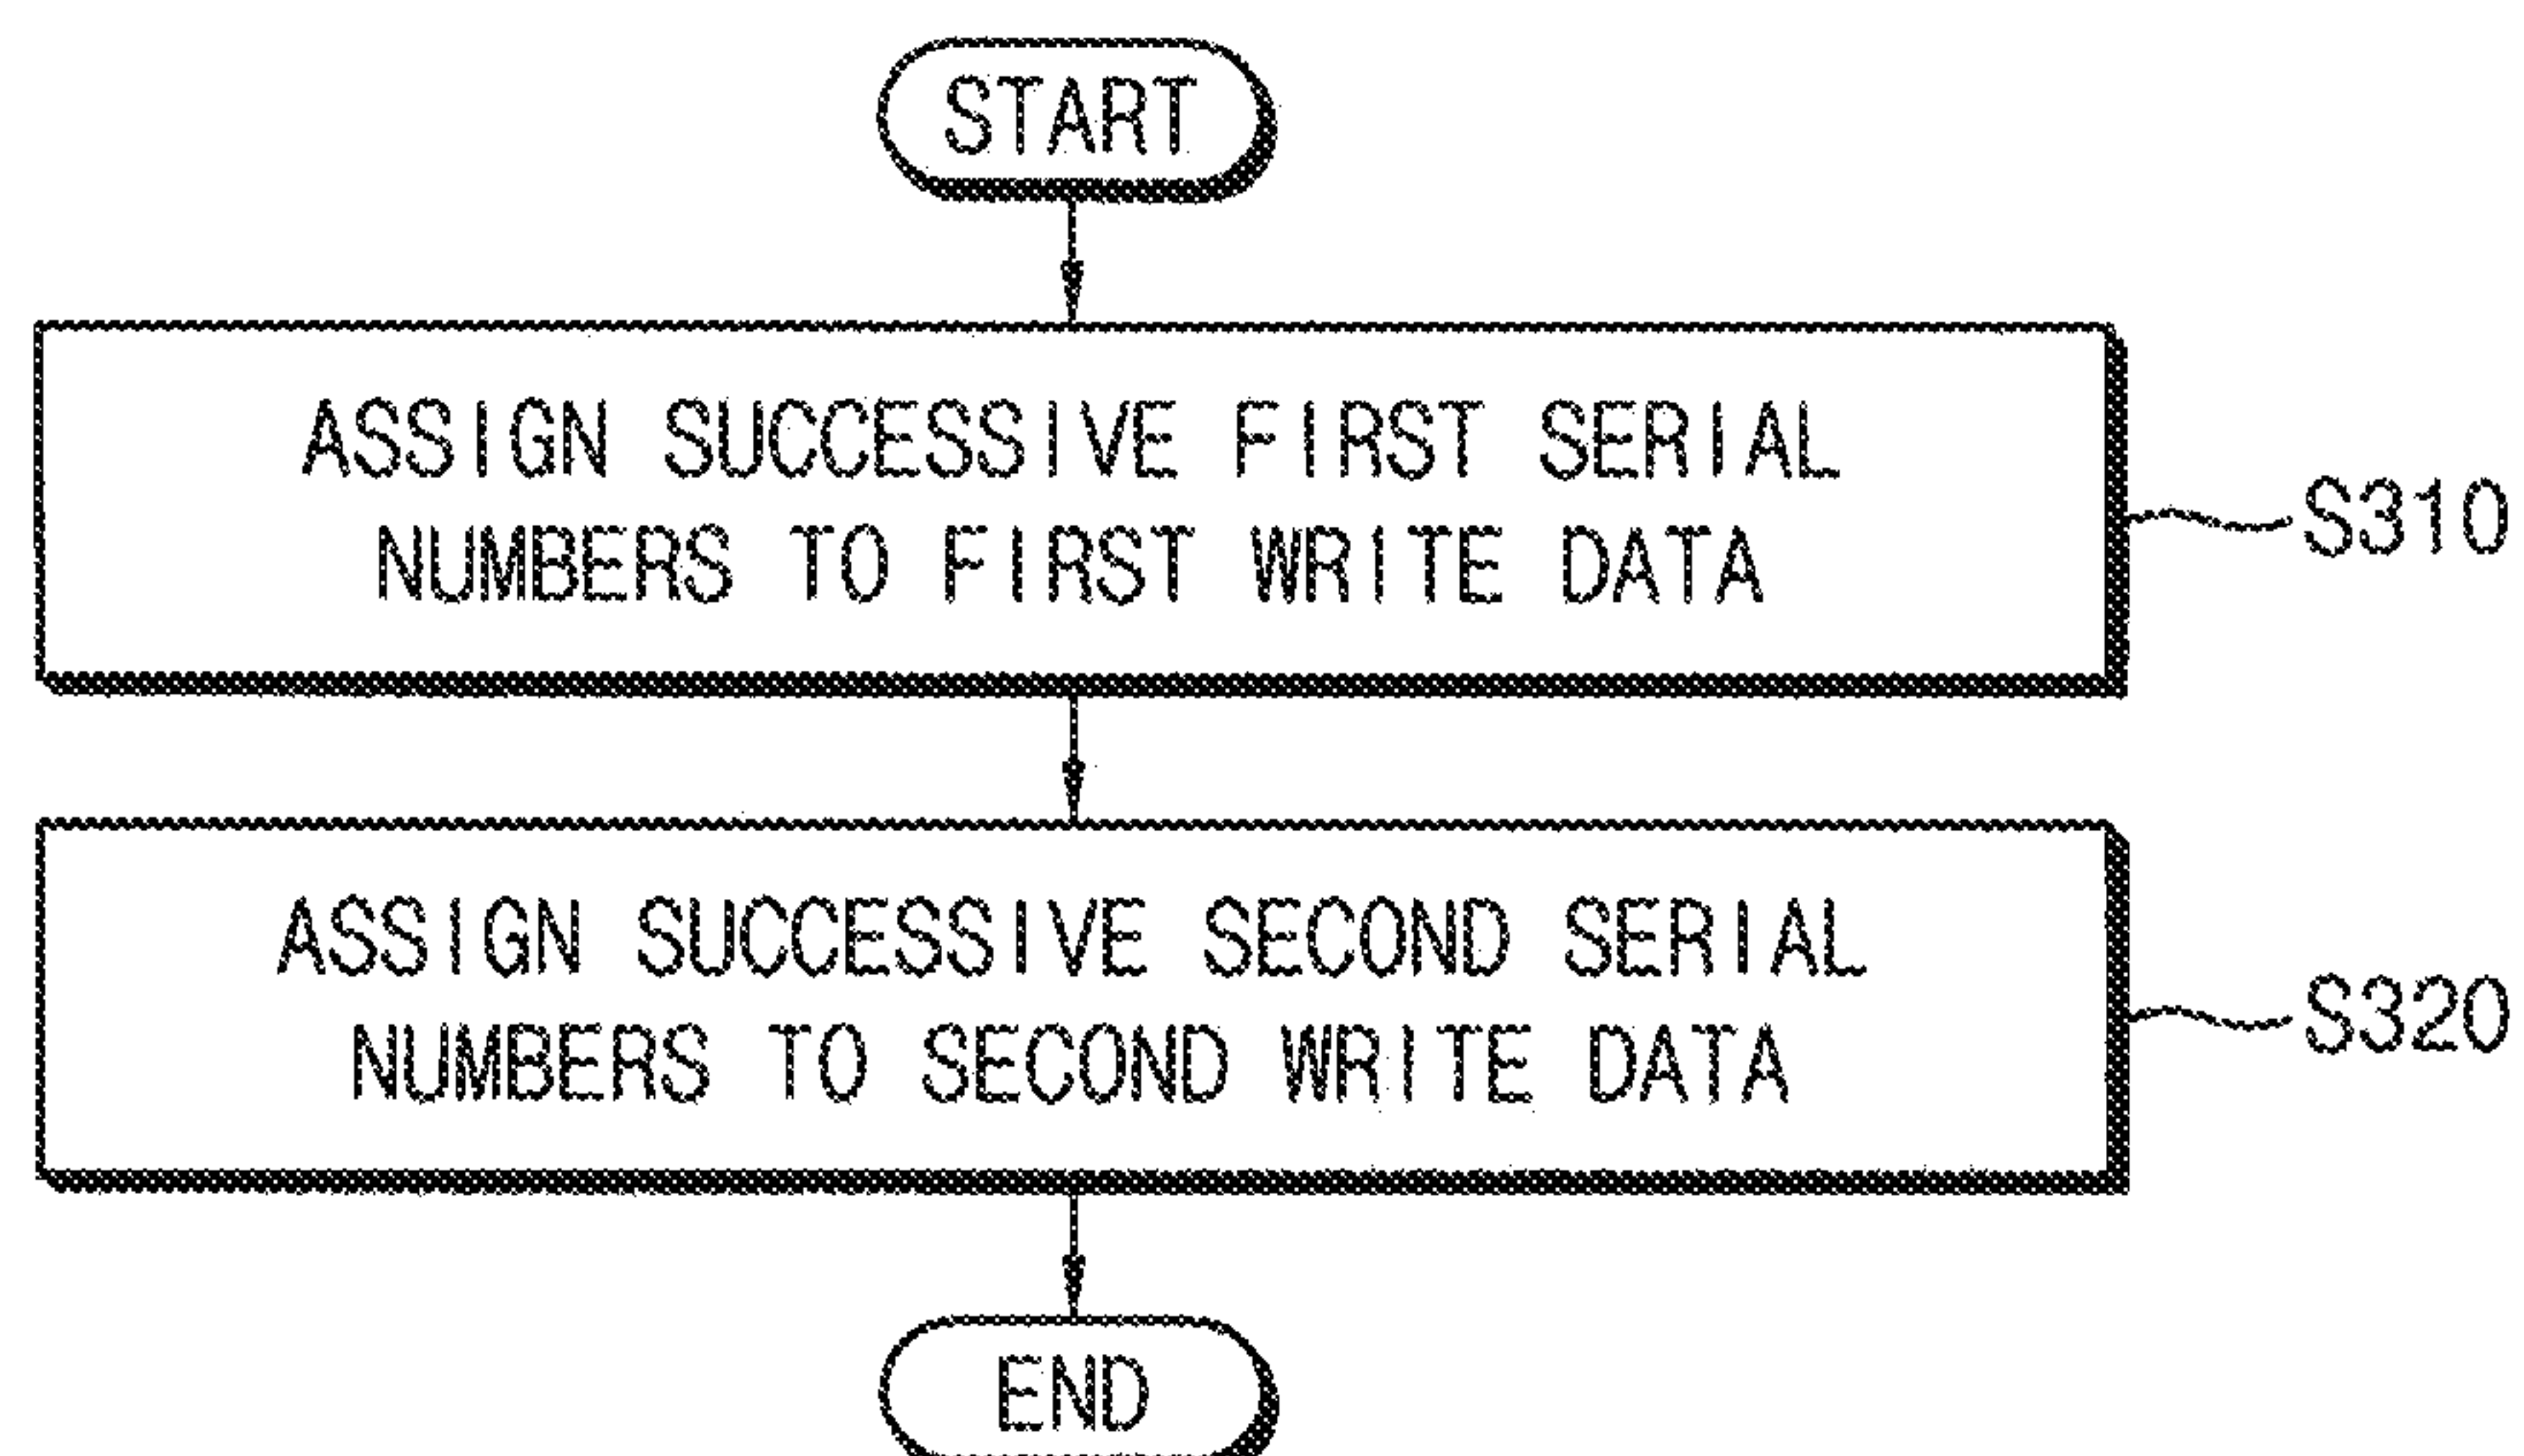 START
ASSIGN SUCCESSIVE FIRST SERIAL
NUMBERS TO FIRST WRITE DATA
S310
ASSIGN SUCCESSIVE SECOND SERIAL
NUMBERS TO SECOND WRITE DATA
S320
END